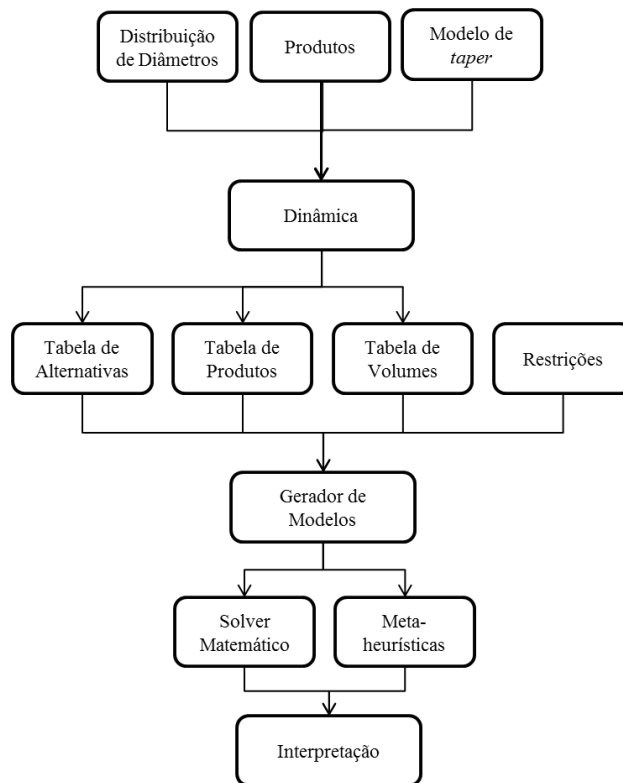 Distribuição
de Diâmetros
Produtos
Modelo de
taper
Dinâmica
Tabela de
Alternativas
Tabela de
Produtos
Tabela de
Volumes
Restrições
Gerador de
Modelos
Solver
Matemático
Meta-
heurísticas
Interpretação